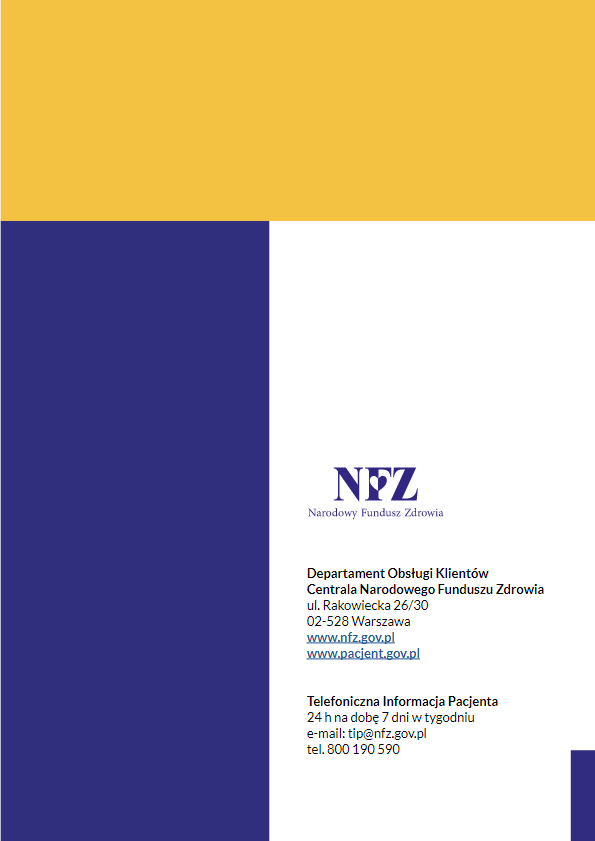 NFZ
Narodowy Fundusz Zdrowia
Departament Obsługi Klientów
Centrala Narodowego Funduszu Zdrowia
ul. Rakowiecka 26/30
02-528 Warszawa
www.nfz.gov.pl
www.pacjent.gov.pl
Telefoniczna Informacja Pacjenta
24 h na dobę 7 dni w tygodniu
e-mail: tip@nfz.gov.pl
tel. 800 190 590